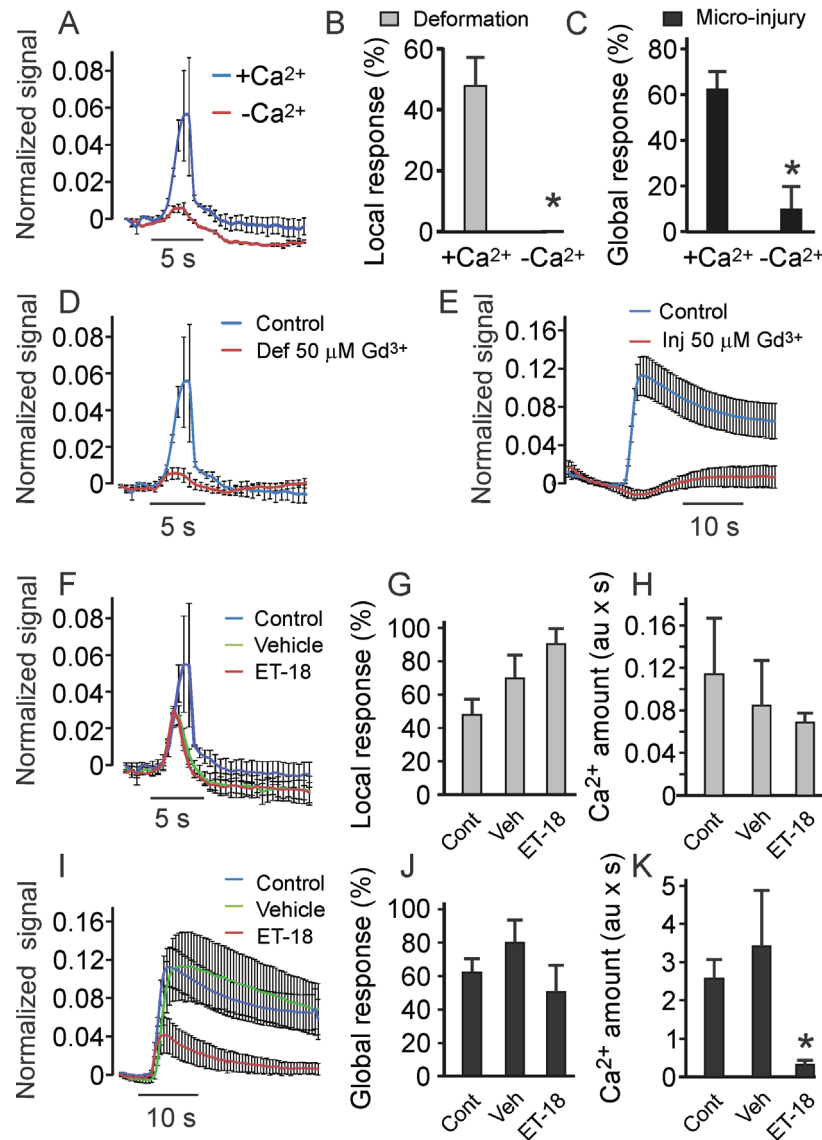 A
Normalized signal
0.08
0.06
0.04
0.02
0
+Ca²⁺
-Ca²⁺
5 s
B
Deformation
Local response (%)
60
40
20
0
+Ca²⁺ -Ca²⁺
*
C
Micro-injury
Global response (%)
80
60
40
20
0
+Ca²⁺ -Ca²⁺
*
D
Normalized signal
0.08
0.06
0.04
0.02
0
Control
Def 50 μM Gd³⁺
5 s
E
Normalized signal
0.16
0.12
0.08
0.04
0
Control
Inj 50 μM Gd³⁺
10 s
F
Normalized signal
0.08
0.06
0.04
0.02
0
Control
Vehicle
ET-18
5 s
G
Local response (%)
100
80
60
40
20
0
Cont
Veh
ET-18
H
Ca²⁺ amount (au x s)
0.16
0.12
0.08
0.04
0
Cont
Veh
ET-18
I
Normalized signal
0.16
0.12
0.08
0.04
0
Control
Vehicle
ET-18
10 s
J
Global response (%)
100
80
60
40
20
0
Cont
Veh
ET-18
K
Ca²⁺ amount (au x s)
5
4
3
2
1
0
*
Cont
Veh
ET-18